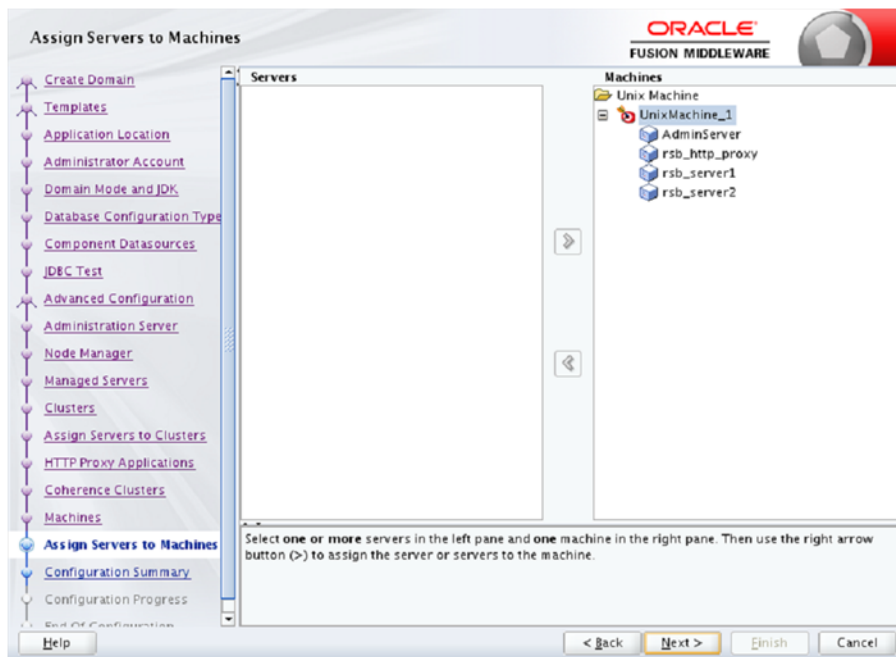 Assign Servers to Machines
ORACLE
FUSION MIDDLEWARE
Create Domain
Templates
Application Location
Administrator Account
Domain Mode and JDK
Database Configuration Type
Component Datasources
JDBC Test
Advanced Configuration
Administration Server
Node Manager
Managed Servers
Clusters
Assign Servers to Clusters
HTTP Proxy Applications
Coherence Clusters
Machines
Assign Servers to Machines
Configuration Summary
Configuration Progress
End Of Configuration
Servers
Machines
Unix Machine
UnixMachine_1
AdminServer
rsb_http_proxy
rsb_server1
rsb_server2
Select one or more servers in the left pane and one machine in the right pane. Then use the right arrow
button (>) to assign the server or servers to the machine.
Help
< Back
Next >
Finish
Cancel